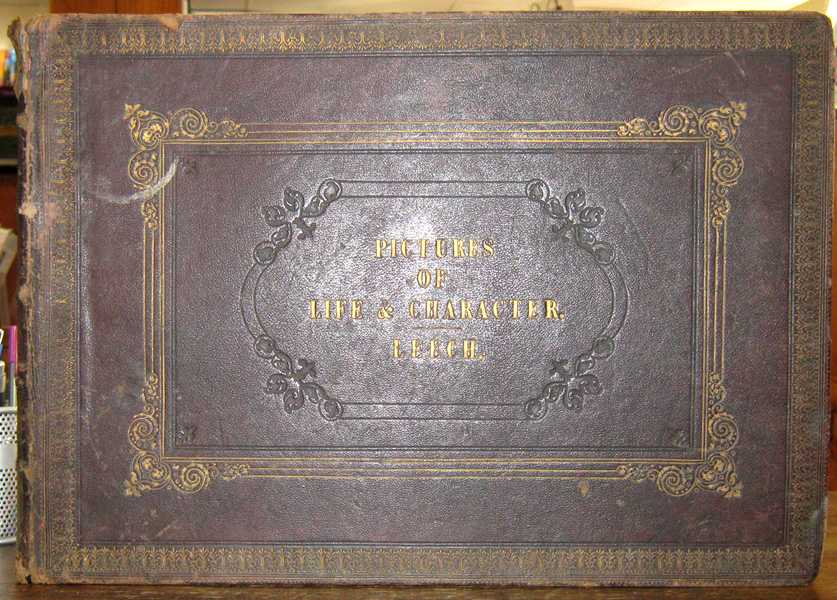 PICTURES
OF
LIFE & CHARACTER.
LEECH.